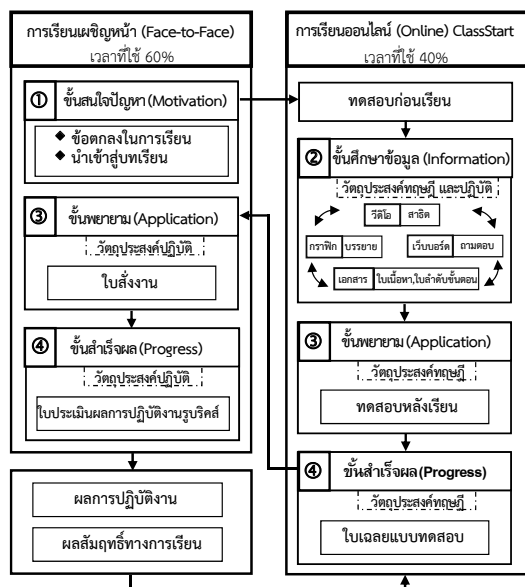 การเรียนเผชิญหน้า (Face-to-Face)
เวลาที่ใช้ 60%
① ขั้นสนใจปัญหา (Motivation)
◆ ข้อตกลงในการเรียน
◆ นำเข้าสู่บทเรียน
③ ขั้นพยายาม (Application)
วัตถุประสงค์ปฏิบัติ
ใบสั่งงาน
④ ขั้นสำเร็จผล (Progress)
วัตถุประสงค์ปฏิบัติ
ใบประเมินผลการปฏิบัติงานรูบริคส์
ผลการปฏิบัติงาน
ผลสัมฤทธิ์ทางการเรียน
การเรียนออนไลน์ (Online) ClassStart
เวลาที่ใช้ 40%
ทดสอบก่อนเรียน
② ขั้นศึกษาข้อมูล (Information)
วัตถุประสงค์ทฤษฎี และปฏิบัติ
วีดิโอ สาธิต
กราฟิก บรรยาย เว็บบอร์ด ถามตอบ
เอกสาร ใบเนื้อหา,ใบลำดับขั้นตอน
③ ขั้นพยายาม (Application)
วัตถุประสงค์ทฤษฎี
ทดสอบหลังเรียน
④ ขั้นสำเร็จผล(Progress)
วัตถุประสงค์ทฤษฎี
ใบเฉลยแบบทดสอบ